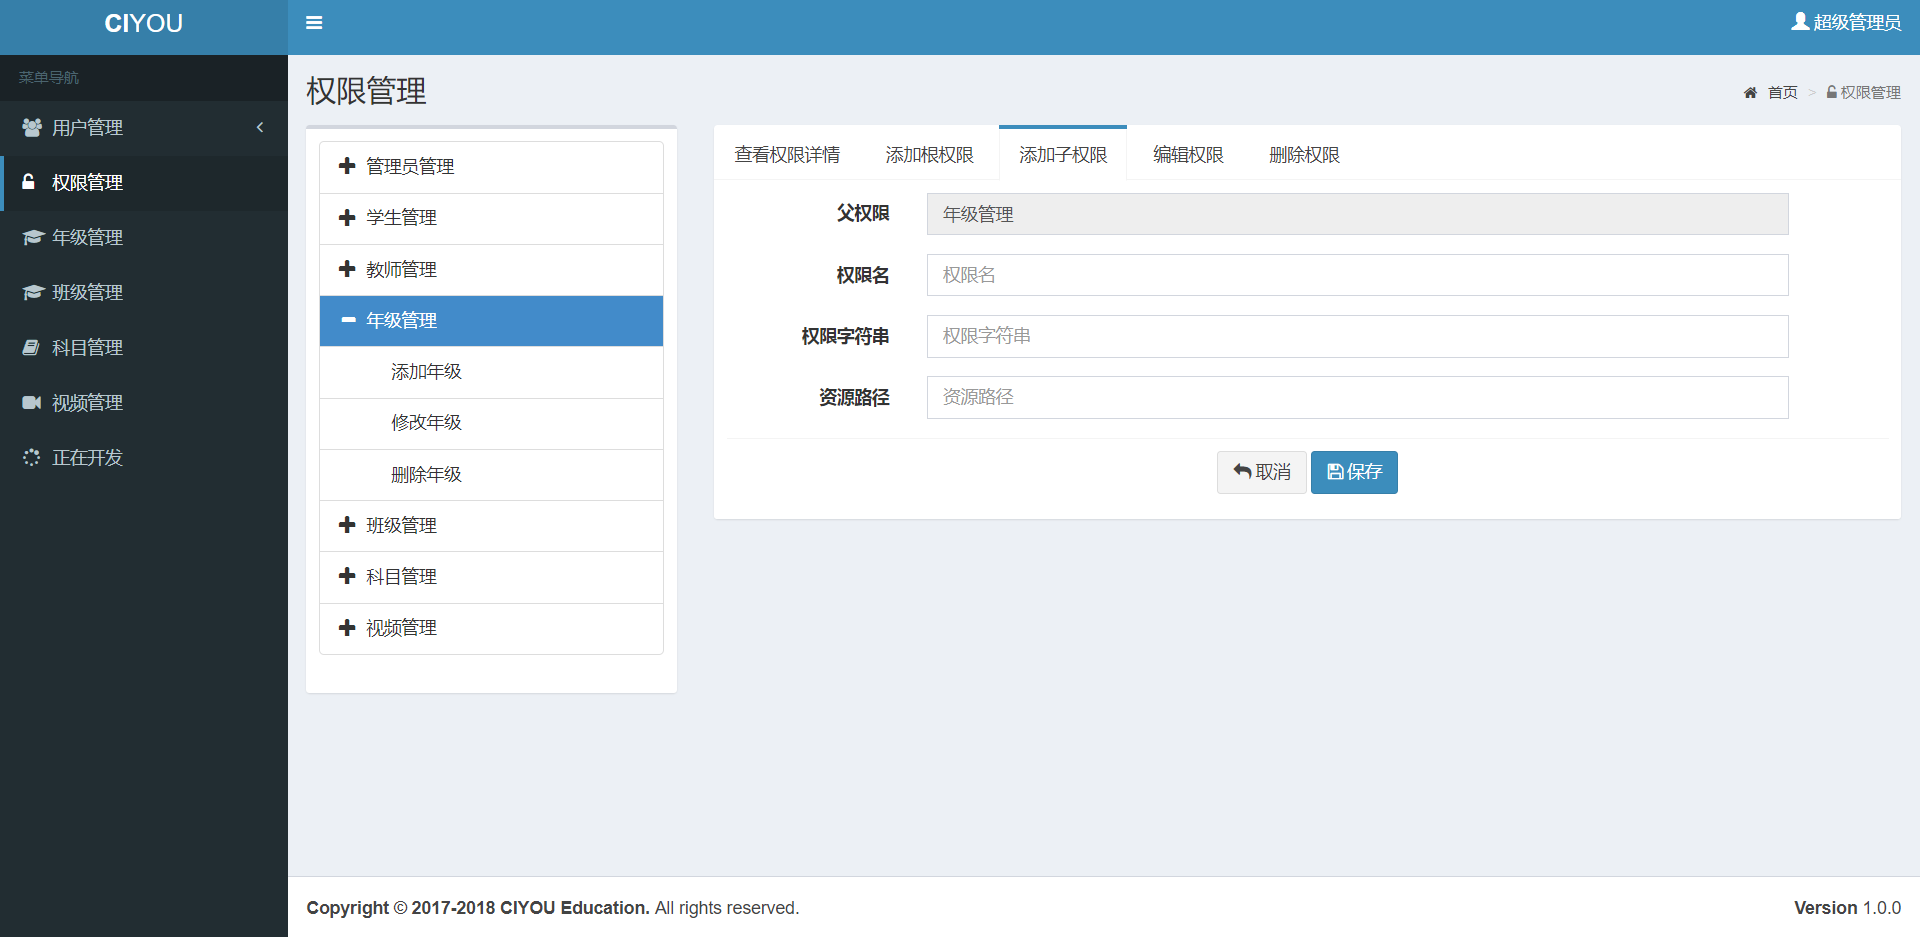 CIYOU
超级管理员
菜单导航
用户管理
权限管理
年级管理
班级管理
科目管理
视频管理
正在开发
权限管理
首页 > 权限管理
管理员管理
学生管理
教师管理
年级管理
添加年级
修改年级
删除年级
班级管理
科目管理
视频管理
查看权限详情 添加根权限 添加子权限 编辑权限 删除权限
父权限 年级管理
权限名 权限名
权限字符串 权限字符串
资源路径 资源路径
取消 保存
Copyright © 2017-2018 CIYOU Education. All rights reserved.
Version 1.0.0